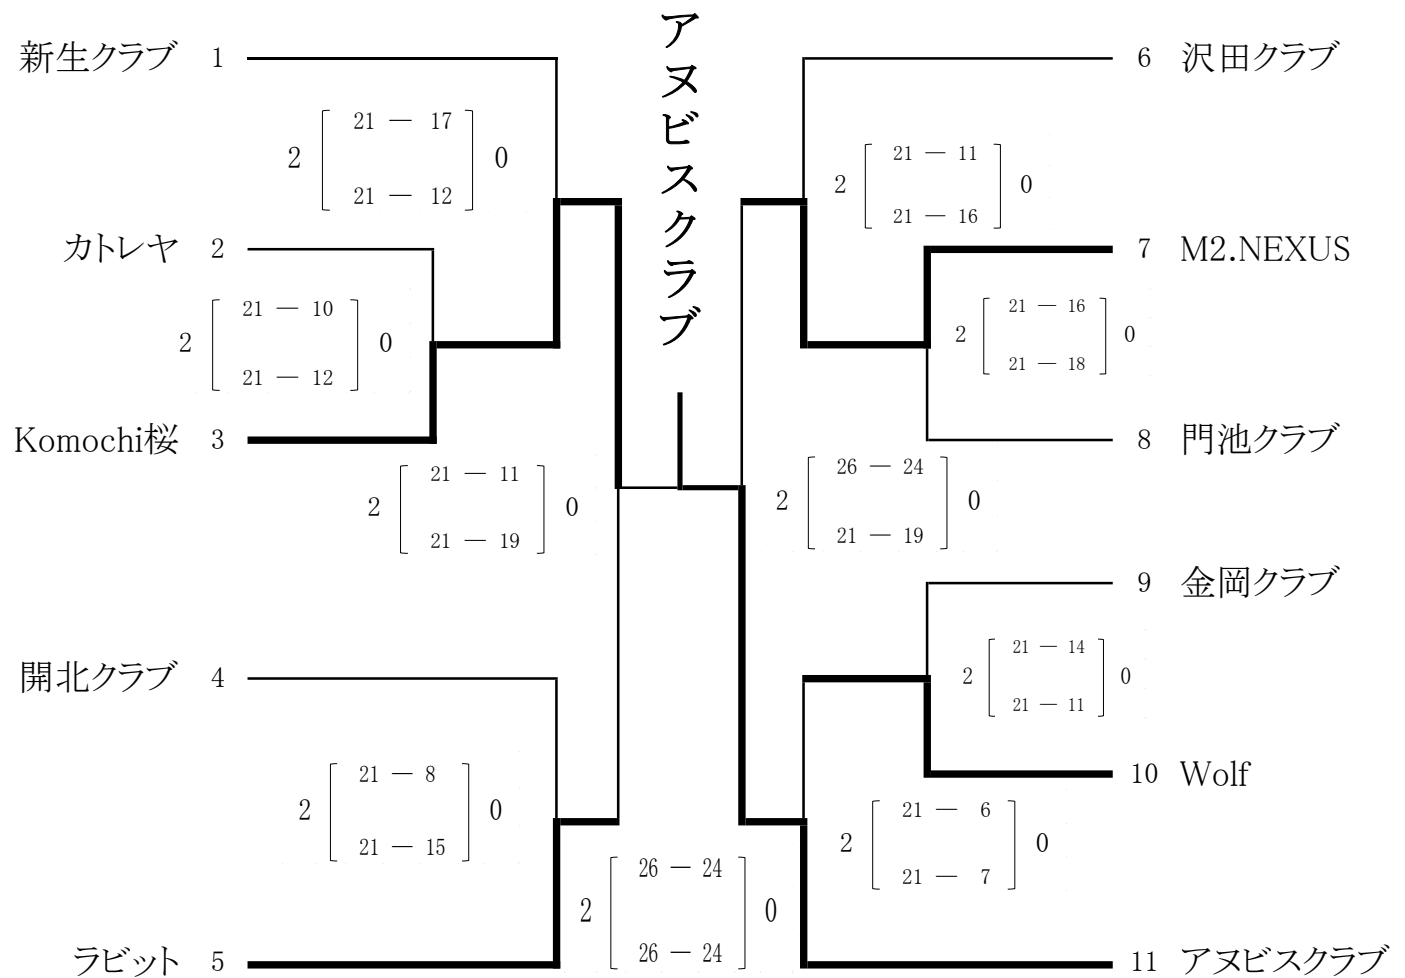 アヌビスクラブ
新生クラブ 1
2 21 — 17 0
21 — 12
カトレヤ 2
2 21 — 10 0
21 — 12
Komochi桜 3
2 21 — 11 0
21 — 19
開北クラブ 4
2 21 — 8 0
21 — 15
ラビット 5
2 26 — 24 0
26 — 24
6 沢田クラブ
2 21 — 11 0
21 — 16
7 M2.NEXUS
2 21 — 16 0
21 — 18
8 門池クラブ
2 26 — 24 0
21 — 19
9 金岡クラブ
2 21 — 14 0
21 — 11
10 Wolf
2 21 — 6 0
21 — 7
11 アヌビスクラブ